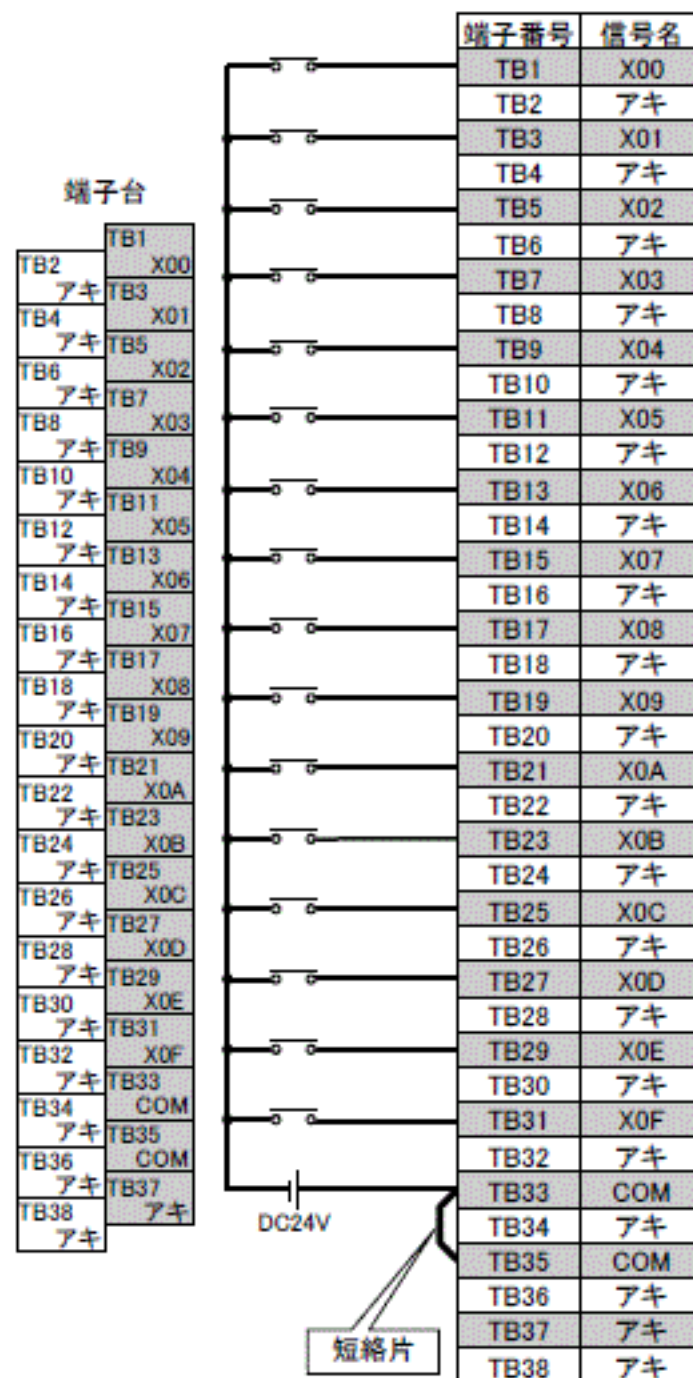 端子台
TB1 X00
TB2 アキ
TB3 X01
TB4 アキ
TB5 X02
TB6 アキ
TB7 X03
TB8 アキ
TB9 X04
TB10 アキ
TB11 X05
TB12 アキ
TB13 X06
TB14 アキ
TB15 X07
TB16 アキ
TB17 X08
TB18 アキ
TB19 X09
TB20 アキ
TB21 X0A
TB22 アキ
TB23 X0B
TB24 アキ
TB25 X0C
TB26 アキ
TB27 X0D
TB28 アキ
TB29 X0E
TB30 アキ
TB31 X0F
TB32 アキ
TB33 COM
TB34 アキ
TB35 COM
TB36 アキ
TB37 アキ
TB38 アキ
DC24V
短絡片
端子番号 信号名
TB1 X00
TB2 アキ
TB3 X01
TB4 アキ
TB5 X02
TB6 アキ
TB7 X03
TB8 アキ
TB9 X04
TB10 アキ
TB11 X05
TB12 アキ
TB13 X06
TB14 アキ
TB15 X07
TB16 アキ
TB17 X08
TB18 アキ
TB19 X09
TB20 アキ
TB21 X0A
TB22 アキ
TB23 X0B
TB24 アキ
TB25 X0C
TB26 アキ
TB27 X0D
TB28 アキ
TB29 X0E
TB30 アキ
TB31 X0F
TB32 アキ
TB33 COM
TB34 アキ
TB35 COM
TB36 アキ
TB37 アキ
TB38 アキ